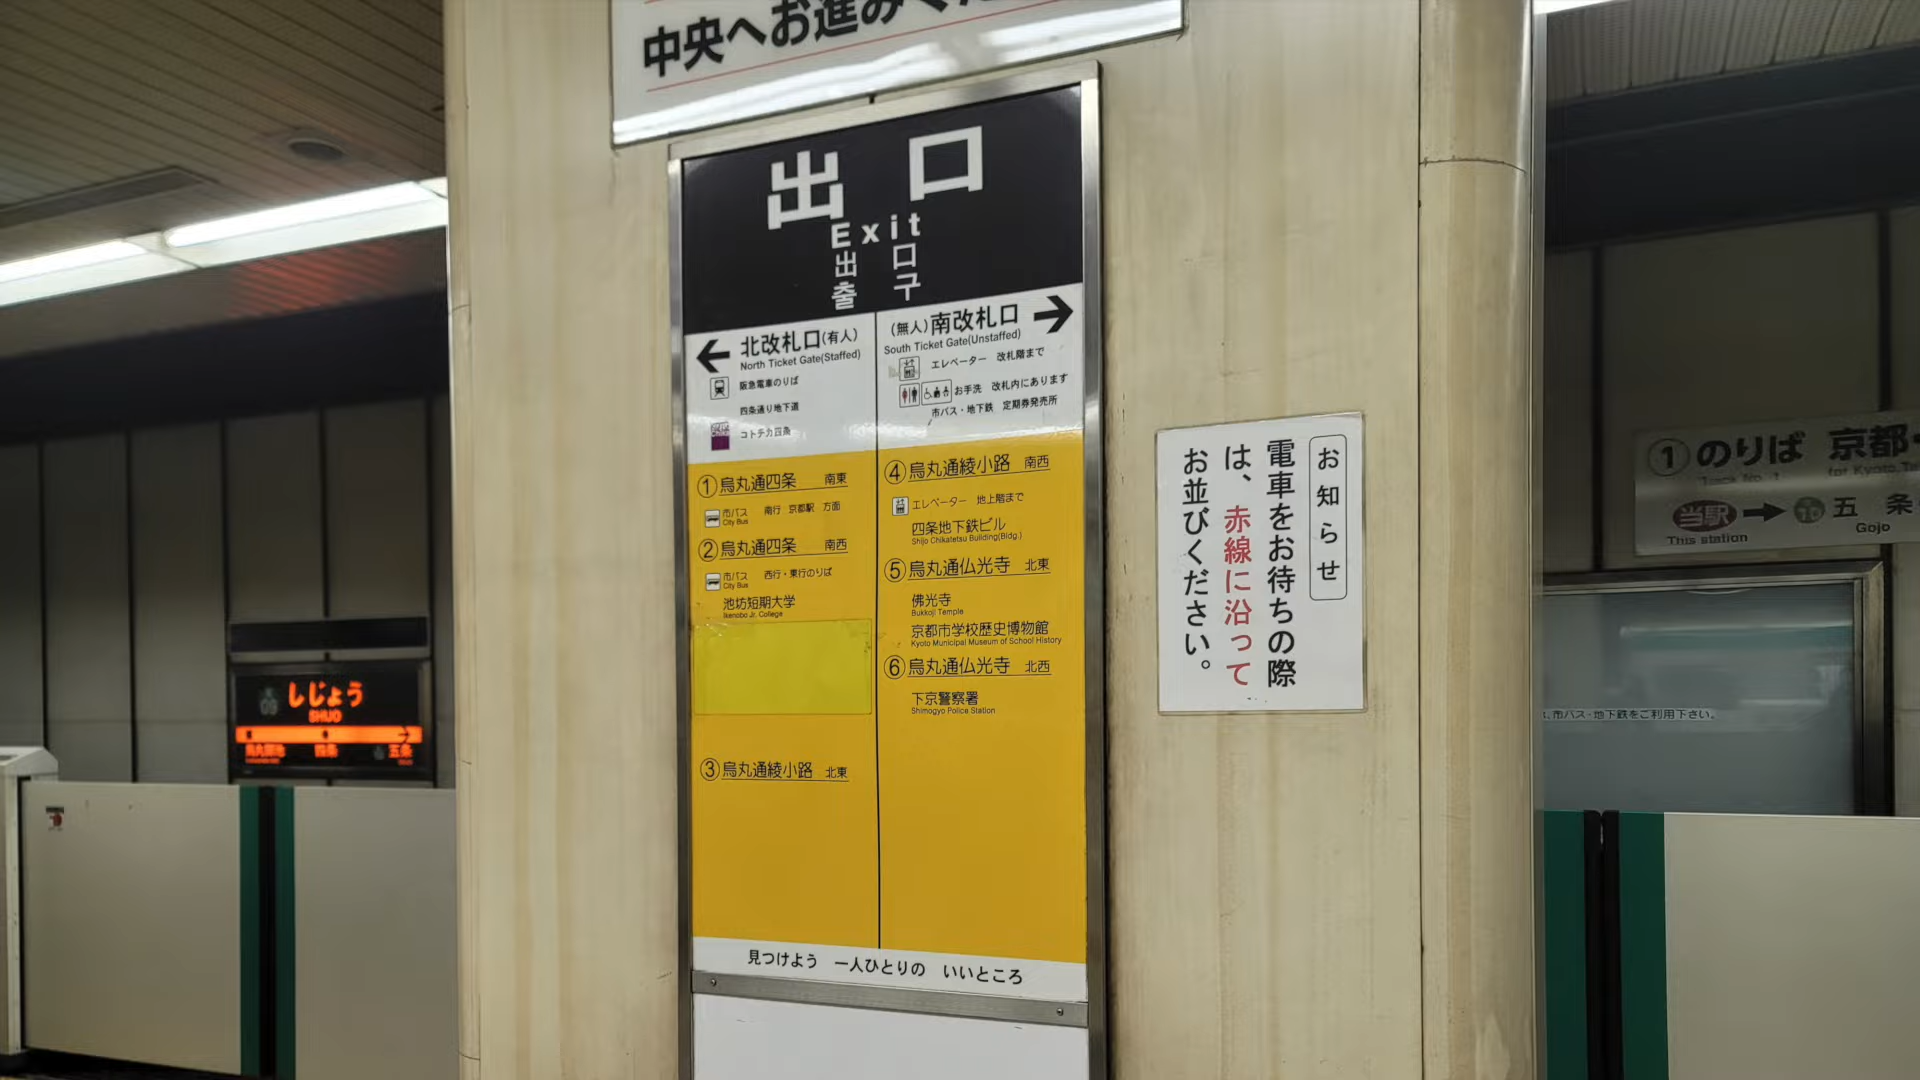 中央へお進みくだ
出口
Exit
出口
출구
北改札口(有人)
North Ticket Gate(Staffed)
阪急電車のりば
四条通り地下道
コトチカ四条
(無人)南改札口
South Ticket Gate(Unstaffed)
エレベーター 改札階まで
お手洗 改札内にあります
市バス・地下鉄 定期券発売所
①烏丸通四条 南東
市バス 南行 京都駅 方面
City Bus
②烏丸通四条 南西
市バス 西行・東行のりば
City Bus
池坊短期大学
Ikenobo Jr. College
③烏丸通綾小路 北東
④烏丸通綾小路 南西
エレベーター 地上階まで
四条地下鉄ビル
Shijo Chikatetsu Building(Bldg.)
⑤烏丸通仏光寺 北東
佛光寺
Bukkoji Temple
京都市学校歴史博物館
Kyoto Municipal Museum of School History
⑥烏丸通仏光寺 北西
下京警察署
Shimogyo Police Station
見つけよう 一人ひとりの いいところ
お知らせ
電車をお待ちの際
は、赤線に沿って
お並びください。
しじょう
四条
五条
①のりば 京都・
Track No. 1
for Kyoto,
当駅 五条
This station
Gojo
市バス・地下鉄をご利用下さい。